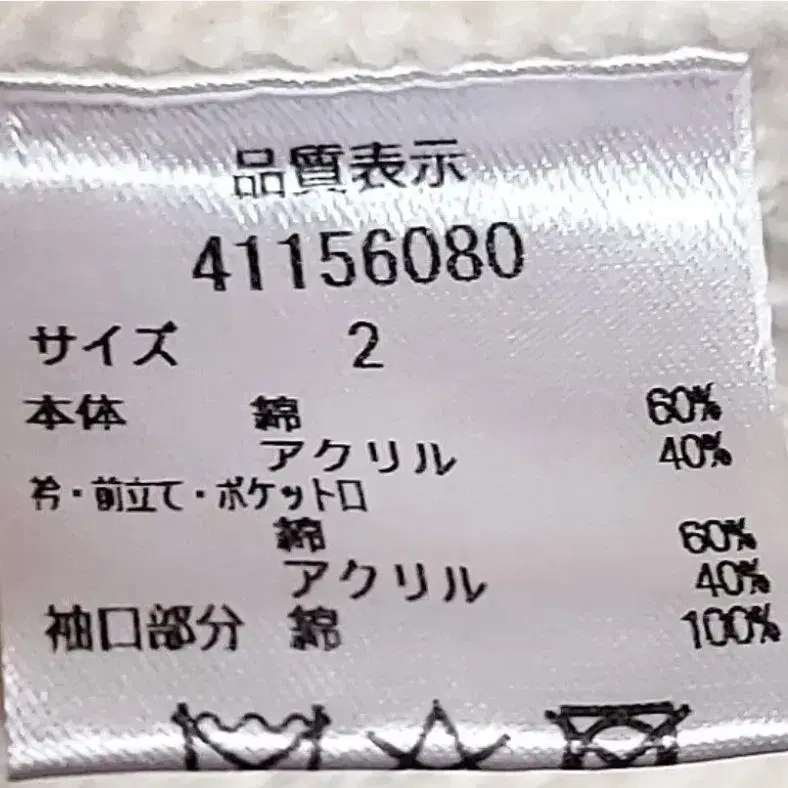 品質表示
41156080
サイズ 2
本体 綿 60%
アクリル 40%
衿・前立て・ポケット口
綿 60%
アクリル 40%
袖口部分 綿 100%